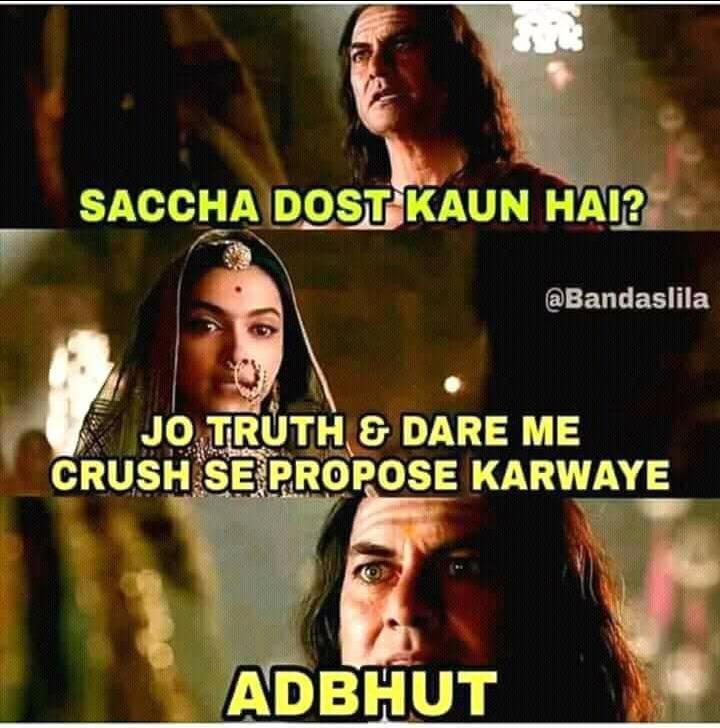 SACCHA DOST KAUN HAI?
@Bandaslila
JO TRUTH & DARE ME
CRUSH SE PROPOSE KARWAYE
ADBHUT